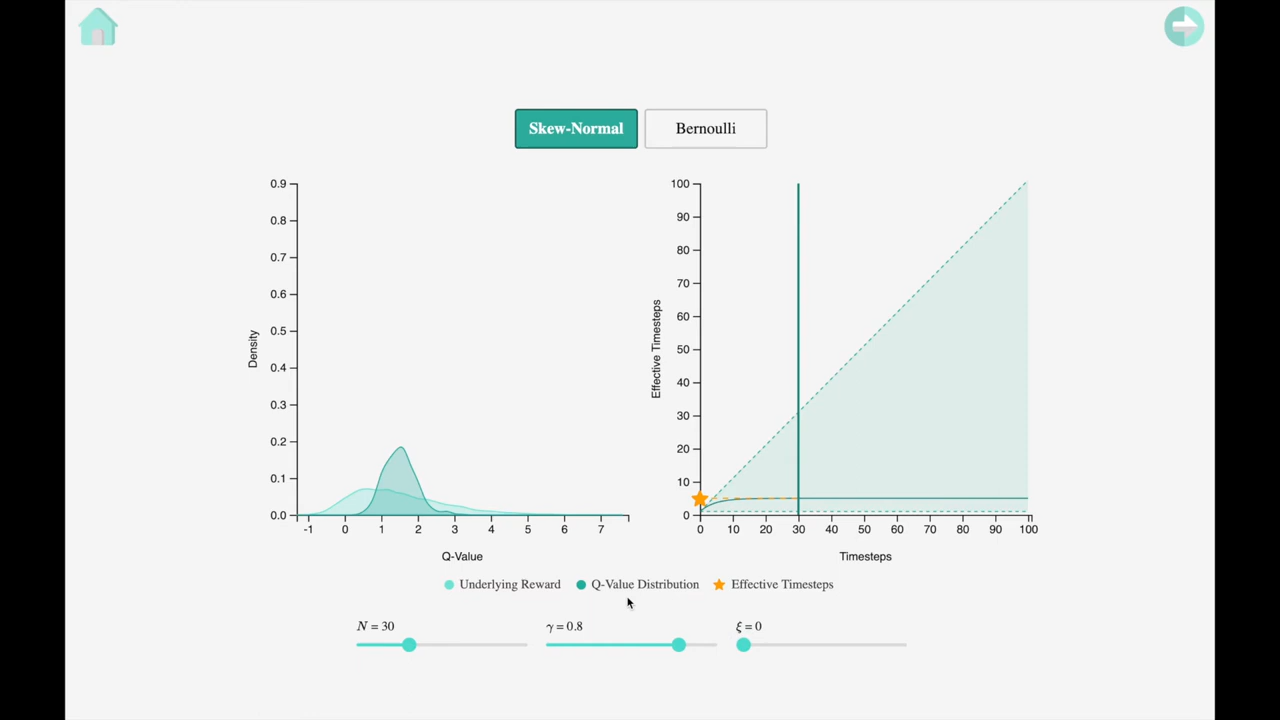 Skew-Normal
Bernoulli
0.9
0.8
0.7
0.6
0.5
0.4
0.3
0.2
0.1
0.0
Density
-1 0 1 2 3 4 5 6 7
Q-Value
100
90
80
70
60
50
40
30
20
10
0
Effective Timesteps
0 10 20 30 40 50 60 70 80 90 100
Timesteps
Underlying Reward Q-Value Distribution Effective Timesteps
N = 30 γ = 0.8 ξ = 0